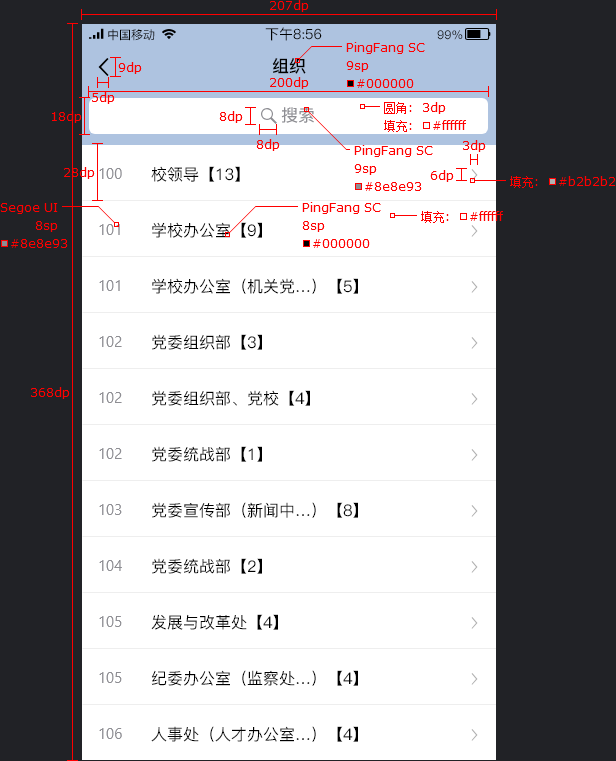 207dp
中国移动 下午8:56 99%
PingFang SC
9dp 组织 9sp
200dp #000000
5dp 圆角: 3dp
18dp 8dp 搜索 填充: #ffffff
8dp PingFang SC 3dp
28dp 100 校领导【13】 9sp 6dp
#8e8e93 填充: #b2b2b2
Segoe UI PingFang SC 填充: #ffffff
8sp 101 学校办公室【9】 8sp
#8e8e93 #000000
101 学校办公室（机关党...）【5】
102 党委组织部【3】
368dp
102 党委组织部、党校【4】
102 党委统战部【1】
103 党委宣传部（新闻中...）【8】
104 党委统战部【2】
105 发展与改革处【4】
105 纪委办公室（监察处...）【4】
106 人事处（人才办公室...）【4】